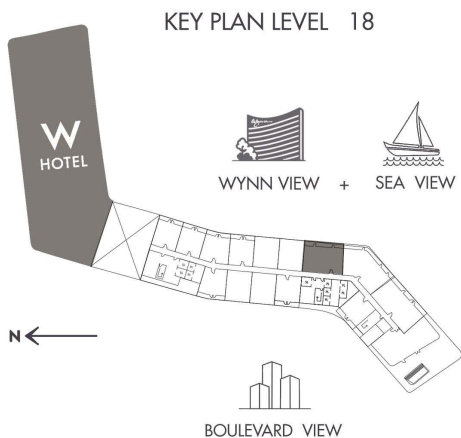 KEY PLAN LEVEL 18
W
HOTEL
WYNN VIEW + SEA VIEW
N
BOULEVARD VIEW